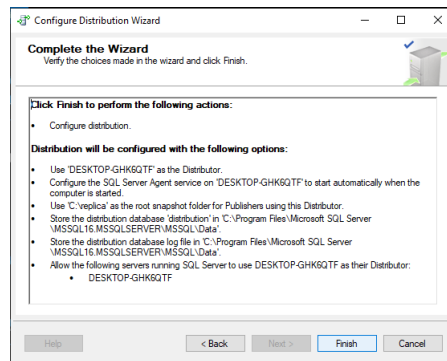 Configure Distribution Wizard
Complete the Wizard
Verify the choices made in the wizard and click Finish.
Click Finish to perform the following actions:
• Configure distribution.
Distribution will be configured with the following options:
• Use 'DESKTOP-GHK6QTF' as the Distributor.
• Configure the SQL Server Agent service on 'DESKTOP-GHK6QTF' to start automatically when the
computer is started.
• Use 'C:\replica' as the root snapshot folder for Publishers using this Distributor.
• Store the distribution database 'distribution' in 'C:\Program Files\Microsoft SQL Server
\MSSQL16.MSSQLSERVER\MSSQL\Data'.
• Store the distribution database log file in 'C:\Program Files\Microsoft SQL Server
\MSSQL16.MSSQLSERVER\MSSQL\Data'.
• Allow the following servers running SQL Server to use DESKTOP-GHK6QTF as their Distributor:
• DESKTOP-GHK6QTF
Help < Back Next > Finish Cancel